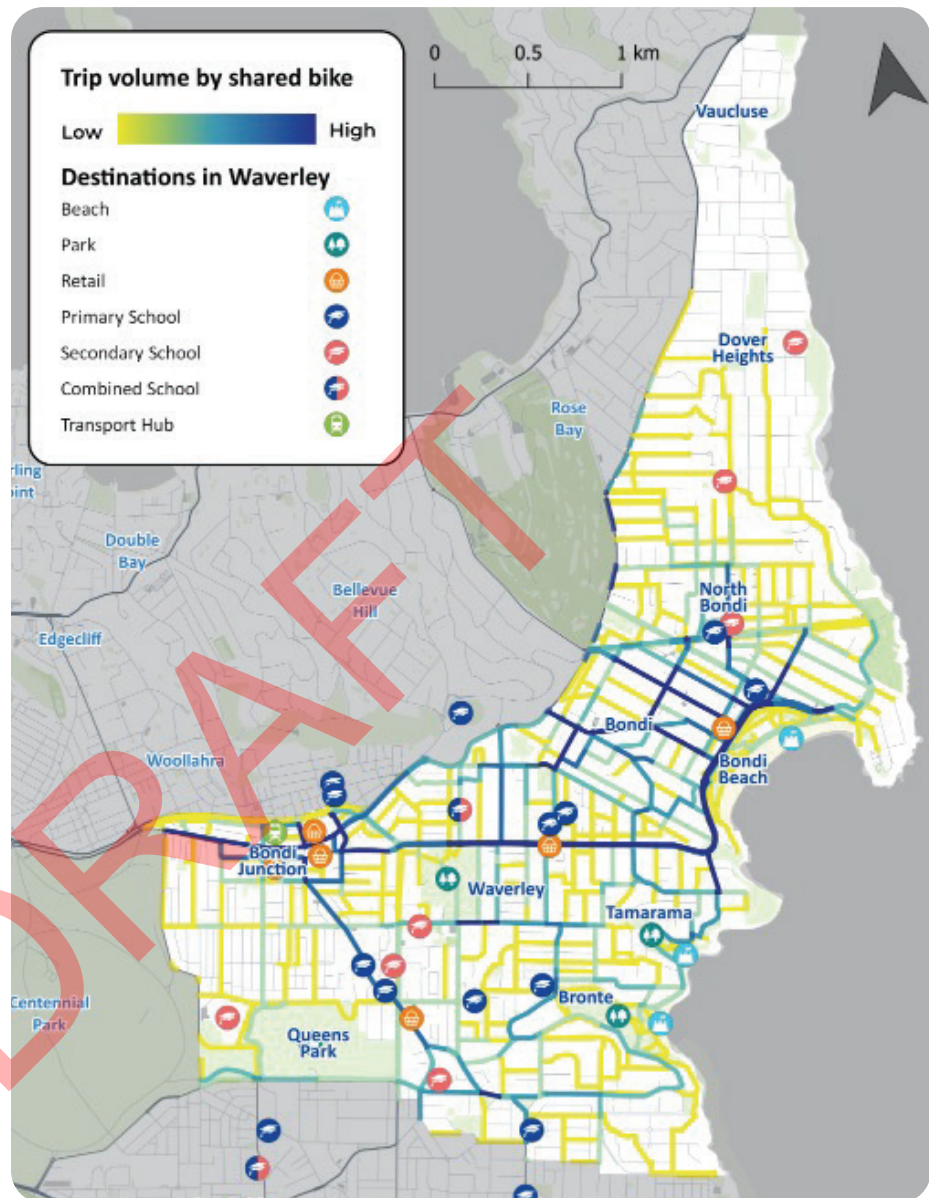 Trip volume by shared bike
Low
High
Destinations in Waverley
Beach
Park
Retail
Primary School
Secondary School
Combined School
Transport Hub
0 0.5 1 km
Vaucluse
Dover
Heights
Rose
Bay
rling
oint
Double
Bay
Bellevue
Hill
Edgecliff
North
Bondi
Bondi
Woollahra
Bondi
Beach
Bondi
Junction
Waverley
Tamarama
Centennial
Park
Bronte
Queens
Park
DRAFT